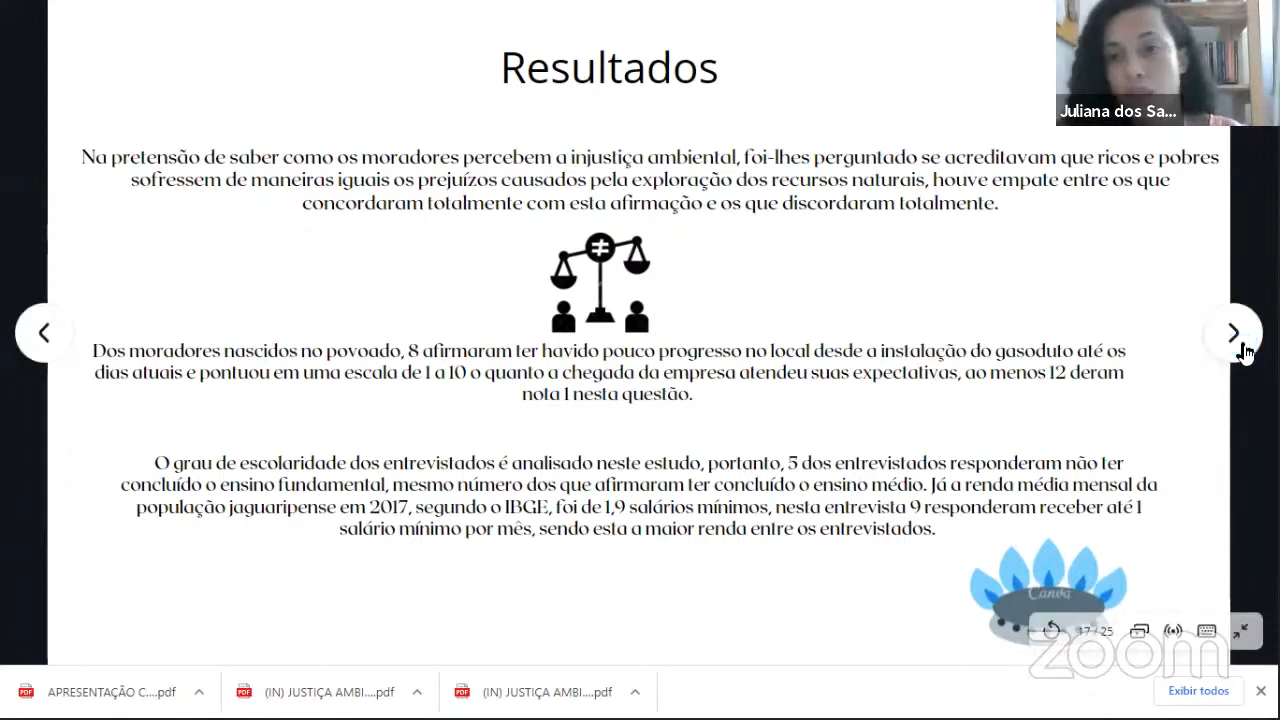 Resultados
Juliana dos Sa...
Na pretensão de saber como os moradores percebem a injustiça ambiental, foi-lhes perguntado se acreditavam que ricos e pobres
sofressem de maneiras iguais os prejuízos causados pela exploração dos recursos naturais, houve empate entre os que
concordaram totalmente com esta afirmação e os que discordaram totalmente.
Dos moradores nascidos no povoado, 8 afirmaram ter havido pouco progresso no local desde a instalação do gasoduto até os
dias atuais e pontuou em uma escala de 1 a 10 o quanto a chegada da empresa atendeu suas expectativas, ao menos 12 deram
nota 1 nesta questão.
O grau de escolaridade dos entrevistados é analisado neste estudo, portanto, 5 dos entrevistados responderam não ter
concluído o ensino fundamental, mesmo número dos que afirmaram ter concluído o ensino médio. Já a renda média mensal da
população jaguaripense em 2017, segundo o IBGE, foi de 1,9 salários mínimos, nesta entrevista 9 responderam receber até 1
salário mínimo por mês, sendo esta a maior renda entre os entrevistados.
Canva
17 / 25
zoom
APRESENTAÇÃO C....pdf
(IN) JUSTIÇA AMBI....pdf
(IN) JUSTIÇA AMBI....pdf
Exibir todos